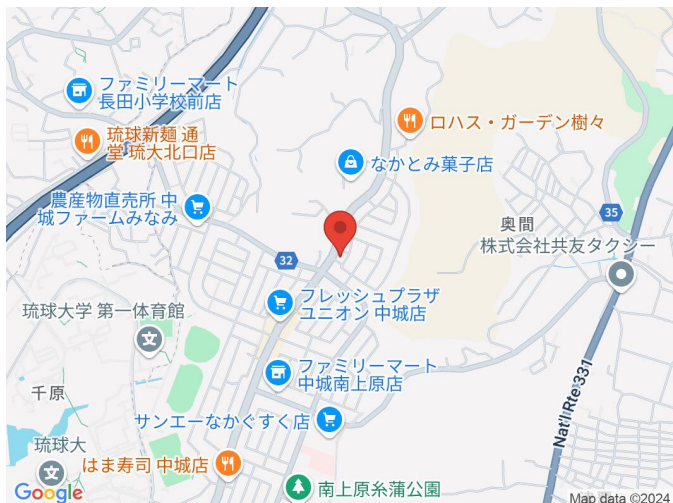 ファミリーマート
長田小学校前店
琉球新麺 通
堂 琉大北口店
ロハス・ガーデン樹々
なかとみ菓子店
農産物直売所 中
城ファームみなみ
35
奥間
株式会社共友タクシー
32
フレッシュプラザ
ユニオン 中城店
琉球大学 第一体育館
文
ファミリーマート
中城南上原店
千原
サンエーなかぐすく店
Nat'l Rte 331
琉球大
文
はま寿司 中城店
南上原糸蒲公園
Google
Map data ©2024